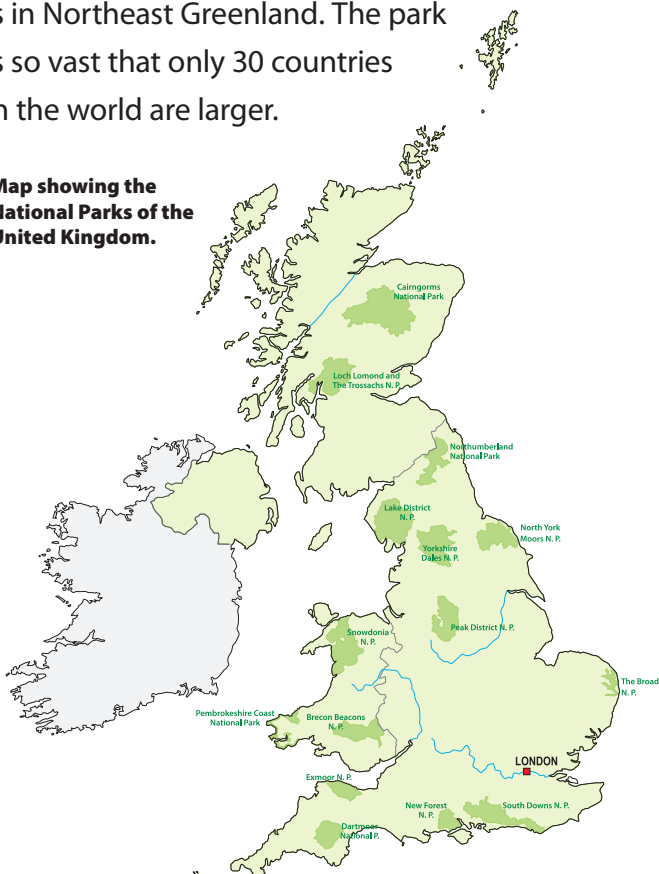 s in Northeast Greenland. The park
s so vast that only 30 countries
n the world are larger.
Map showing the
National Parks of the
United Kingdom.
Cairngorms
National Park
Loch Lomond and
The Trossachs N. P.
Northumberland
National Park
Lake District
N. P.
North York
Moors N. P.
Yorkshire
Dales N. P.
Peak District N. P.
Snowdonia
N. P.
The Broad
N. P.
Pembrokeshire Coast
National Park
Brecon Beacons
N. P.
LONDON
Exmoor N. P.
New Forest
N. P.
South Downs N. P.
Dartmoor
National P.